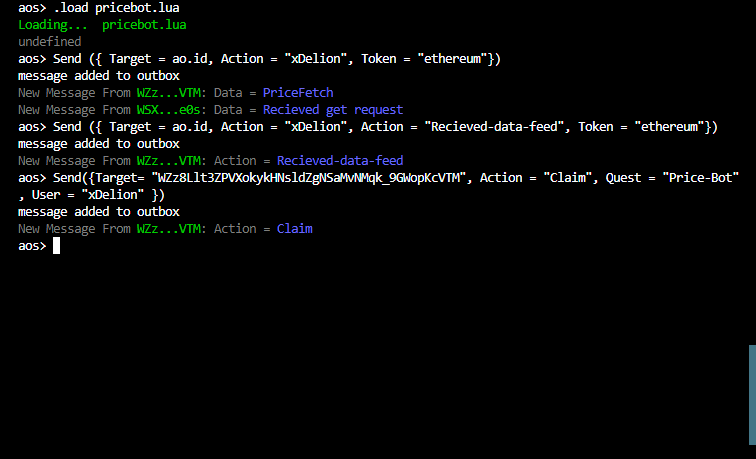 aos> .load pricebot.lua
Loading... pricebot.lua
undefined
aos> Send ({ Target = ao.id, Action = "xDelion", Token = "ethereum"})
message added to outbox
New Message From WZz...VTM: Data = PriceFetch
New Message From WSX...e0s: Data = Recieved get request
aos> Send ({ Target = ao.id, Action = "xDelion", Action = "Recieved-data-feed", Token = "ethereum"})
message added to outbox
New Message From WZz...VTM: Action = Recieved-data-feed
aos> Send({Target= "WZz8Llt3ZPVXokykHNsldZgNSaMvNMqk_9GWopKcVTM", Action = "Claim", Quest = "Price-Bot"
, User = "xDelion" })
message added to outbox
New Message From WZz...VTM: Action = Claim
aos>